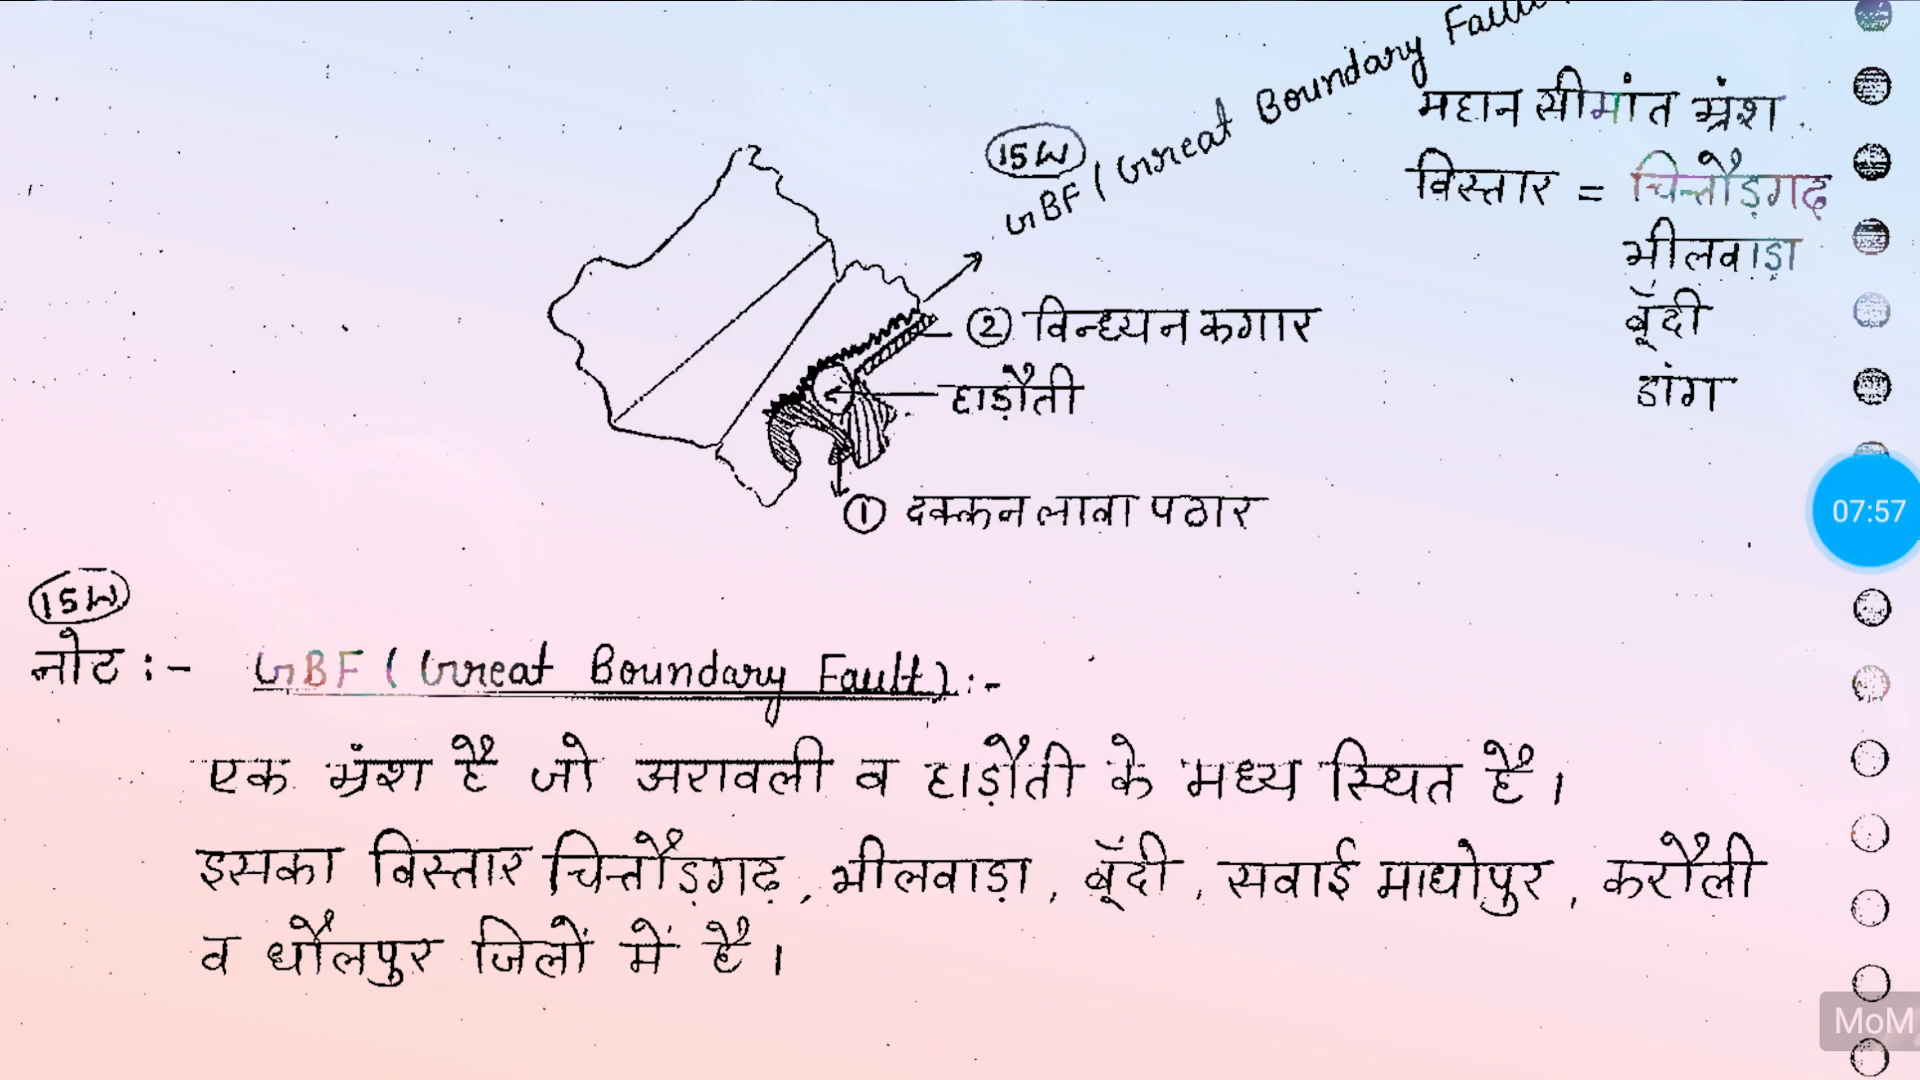 15W
GBF (Great Boundary Fault
महान सीमांत भ्रंश
विस्तार = चित्तौड़गढ़
भीलवाड़ा
बूँदी
डांग
② विन्ध्यन कगार
हाड़ौती
① दक्कन लावा पठार
07:57
15W
नोट :- GBF (Great Boundary Fault) :-
एक भ्रंश है जो अरावली व हाड़ौती के मध्य स्थित है।
इसका विस्तार चित्तौड़गढ़, भीलवाड़ा, बूँदी, सवाई माधोपुर, करौली
व धौलपुर जिलों में है।
MoM